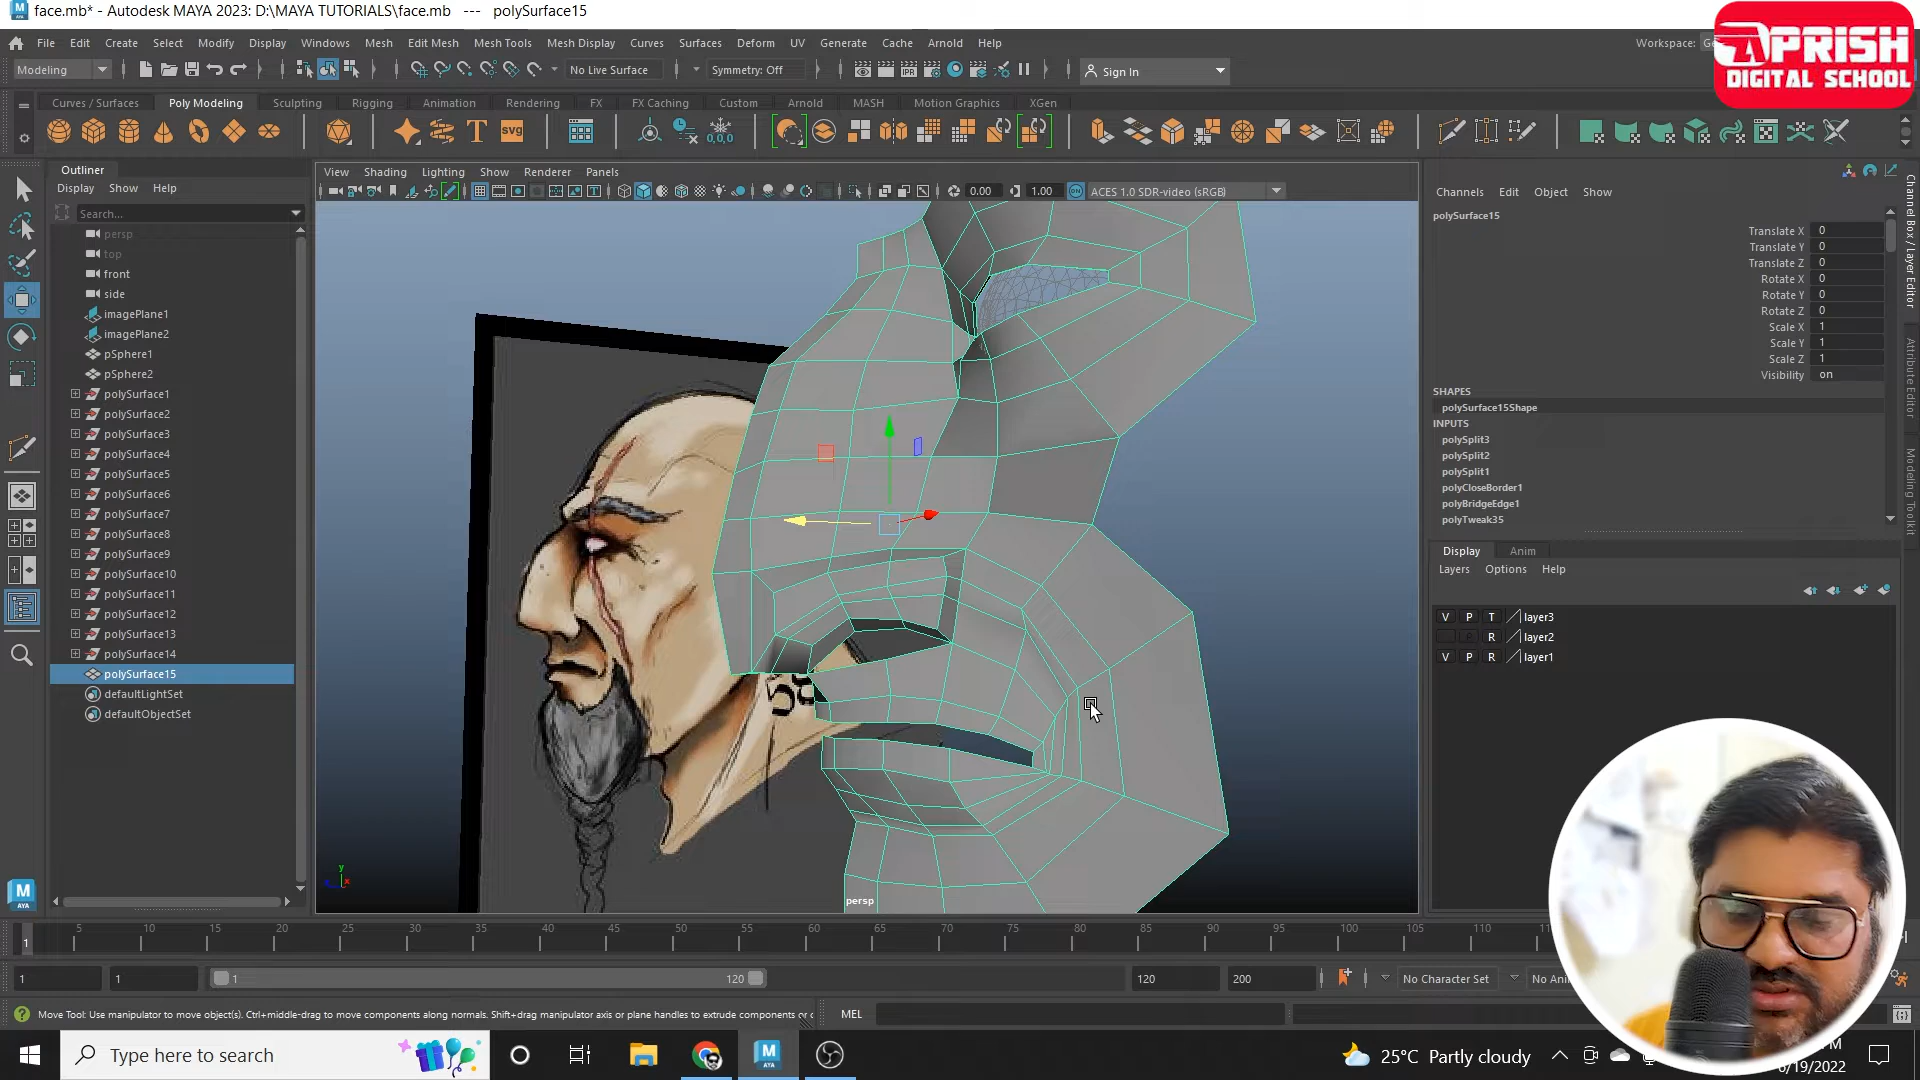 face.mb* - Autodesk MAYA 2023: D:\MAYA TUTORIALS\face.mb --- polySurface15
File Edit Create Select Modify Display Windows Mesh Edit Mesh Mesh Tools Mesh Display Curves Surfaces Deform UV Generate Cache Arnold Help
Workspace: Ge
APRISH
DIGITAL SCHOOL
Modeling
No Live Surface
Symmetry: Off
Sign In
Curves / Surfaces Poly Modeling Sculpting Rigging Animation Rendering FX FX Caching Custom Arnold MASH Motion Graphics XGen
Outliner
Display Show Help
Search...
persp
top
front
side
imagePlane1
imagePlane2
pSphere1
pSphere2
polySurface1
polySurface2
polySurface3
polySurface4
polySurface5
polySurface6
polySurface7
polySurface8
polySurface9
polySurface10
polySurface11
polySurface12
polySurface13
polySurface14
polySurface15
defaultLightSet
defaultObjectSet
View Shading Lighting Show Renderer Panels
0.00 1.00 ACES 1.0 SDR-video (sRGB)
persp
Channels Edit Object Show
polySurface15
Translate X 0
Translate Y 0
Translate Z 0
Rotate X 0
Rotate Y 0
Rotate Z 0
Scale X 1
Scale Y 1
Scale Z 1
Visibility on
SHAPES
polySurface15Shape
INPUTS
polySplit3
polySplit2
polySplit1
polyCloseBorder1
polyBridgeEdge1
polyTweak35
Display Anim
Layers Options Help
V P T layer3
R layer2
V P R layer1
Channel Box / Layer Editor
Attribute Editor
Modeling Toolkit
5 10 15 20 25 30 35 40 45 50 55 60 65 70 75 80 85 90 95 100 105 110
1
1 1 1 120 120 200 No Character Set
Move Tool: Use manipulator to move object(s). Ctrl+middle-drag to move components along normals. Shift+drag manipulator axis or plane handles to extrude components or
MEL
Type here to search
25°C Partly cloudy
6/19/2022